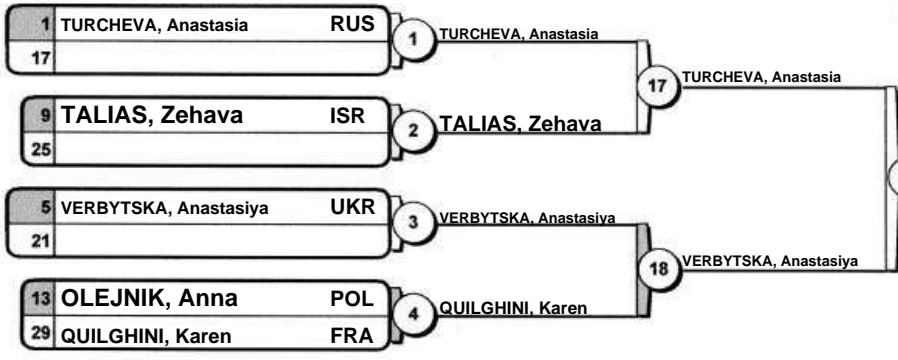 1 TURCHEVA, Anastasia RUS
17
9 TALIAS, Zehava ISR
25
5 VERBYTSKA, Anastasiya UKR
21
13 OLEJNIK, Anna POL
29 QUILGHINI, Karen FRA
1 TURCHEVA, Anastasia
2 TALIAS, Zehava
3 VERBYTSKA, Anastasiya
4 QUILGHINI, Karen
17 TURCHEVA, Anastasia
18 VERBYTSKA, Anastasiya